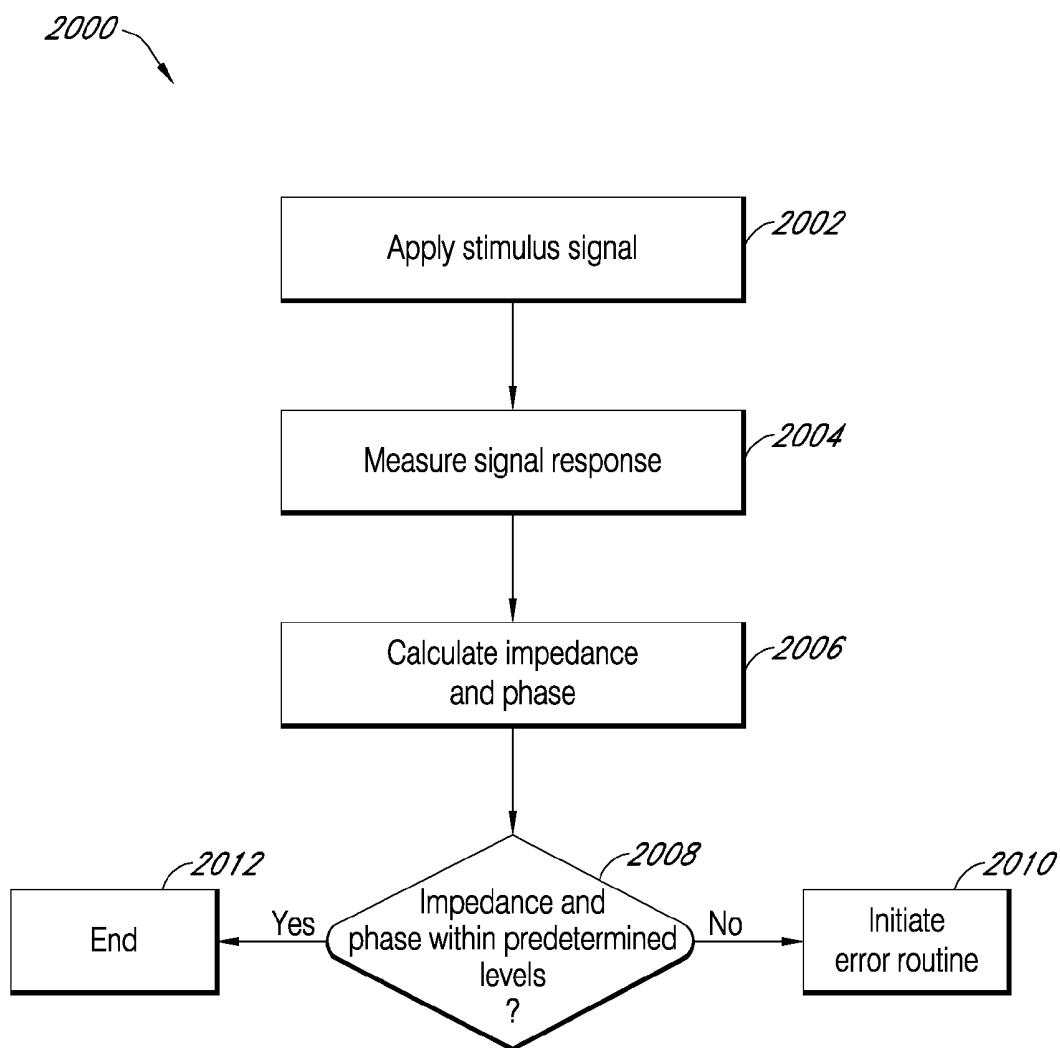 2000
Apply stimulus signal
2002
Measure signal response
2004
Calculate impedance
and phase
2006
2012
End
Yes
2008
Impedance and
phase within predetermined
levels
?
No
2010
Initiate
error routine